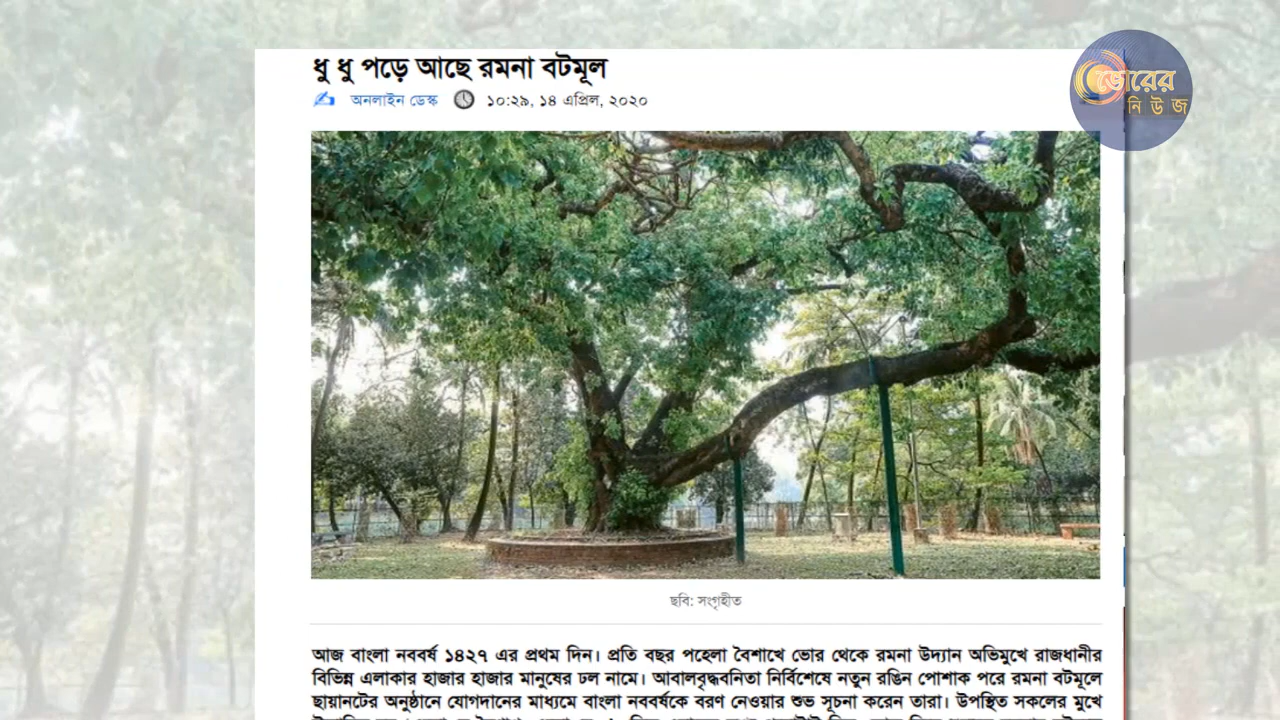 ধু ধু পড়ে আছে রমনা বটমূল
অনলাইন ডেস্ক ১০:২৯, ১৪ এপ্রিল, ২০২০
ভোরের
নিউজ
ছবি: সংগৃহীত
আজ বাংলা নববর্ষ ১৪২৭ এর প্রথম দিন। প্রতি বছর পহেলা বৈশাখে ভোর থেকে রমনা উদ্যান অভিমুখে রাজধানীর
বিভিন্ন এলাকার হাজার হাজার মানুষের ঢল নামে। আবালবৃদ্ধবনিতা নির্বিশেষে নতুন রঙিন পোশাক পরে রমনা বটমূলে
ছায়ানটের অনুষ্ঠানে যোগদানের মাধ্যমে বাংলা নববর্ষকে বরণ নেওয়ার শুভ সূচনা করেন তারা। উপস্থিত সকলের মুখে